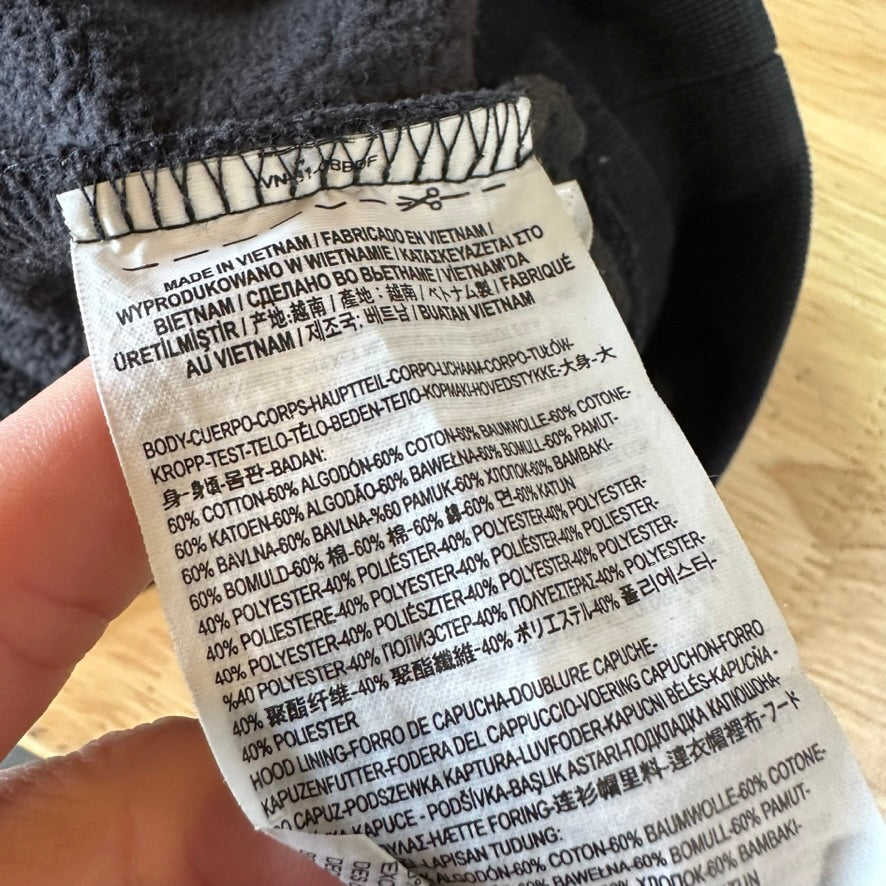 MADE IN VIETNAM / FABRICADO EN VIETNAM /
WYPRODUKOWANO W WIETNAMIE / ΚΑΤΑΣΚΕΥΑΖΕΤΑΙ ΣΤΟ
ΒΙΕΤΝΑΜ / СДЕЛАНО ВО ВЬЕТНАМЕ / VİETNAM'DA
ÜRETİLMİŞTİR / 产地:越南 / 產地:越南 / ベトナム製 / FABRIQUÉ
AU VIETNAM / 제조국: 베트남 / BUATAN VIETNAM
BODY-CUERPO-CORPS-HAUPTTEIL-CORPO-LICHAAM-CORPO-TUŁÓW-
KROPP-TEST-TELO-TĚLO-BEDEN-ТЕЛО-ΚΟΡΜΑΚΙ-HOVEDSTYKKE-大身-大
身-身頃-몸판-BADAN:
60% COTTON-60% ALGODÓN-60% COTON-60% BAUMWOLLE-60% COTONE-
60% KATOEN-60% ALGODÃO-60% BAWEŁNA-60% BOMULL-60% PAMUT-
60% BAVLNA-60% BAVLNA-%60 PAMUK-60% ХЛОПОК-60% ΒΑΜΒΑΚΙ-
60% BOMULD-60% 棉-60% 棉-60% 綿-60% 면-60% KATUN
40% POLYESTER-40% POLIÉSTER-40% POLYESTER-40% POLYESTER-
40% POLIESTERE-40% POLYESTER-40% POLIÉSTER-40% POLIESTER-
40% POLYESTER-40% POLIÉSZTER-40% POLYESTER-40% POLYESTER-
%40 POLYESTER-40% ПОЛИЭСТЕР-40% ΠΟΛΥΕΣΤΕΡΑΣ-40% POLYESTER-
40% 聚酯纤维-40% 聚酯纖維-40% ポリエステル-40% 폴리에스터-
40% POLIESTER
HOOD LINING-FORRO DE CAPUCHA-DOUBLURE CAPUCHE-
KAPUZENFUTTER-FODERA DEL CAPPUCCIO-VOERING CAPUCHON-FORRO
CAPUZ-PODSZEWKA KAPTURA-LUVFODER-KAPUCNI BÉLÉS-KAPUCŇA-
KAPUCE - PODŠÍVKA-BAŞLIK ASTARI-ПОДКЛАДКА КАПЮШОНА-
HÆTTE FORING-连衫帽里料-連衣帽裡布-フード
LAPISAN TUDUNG:
ALGODÓN-60% COTON-60% BAUMWOLLE-60% COTONE-
BAWEŁNA-60% BOMULL-60% PAMUT-
ХЛОПОК-60% ΒΑΜΒΑΚΙ-